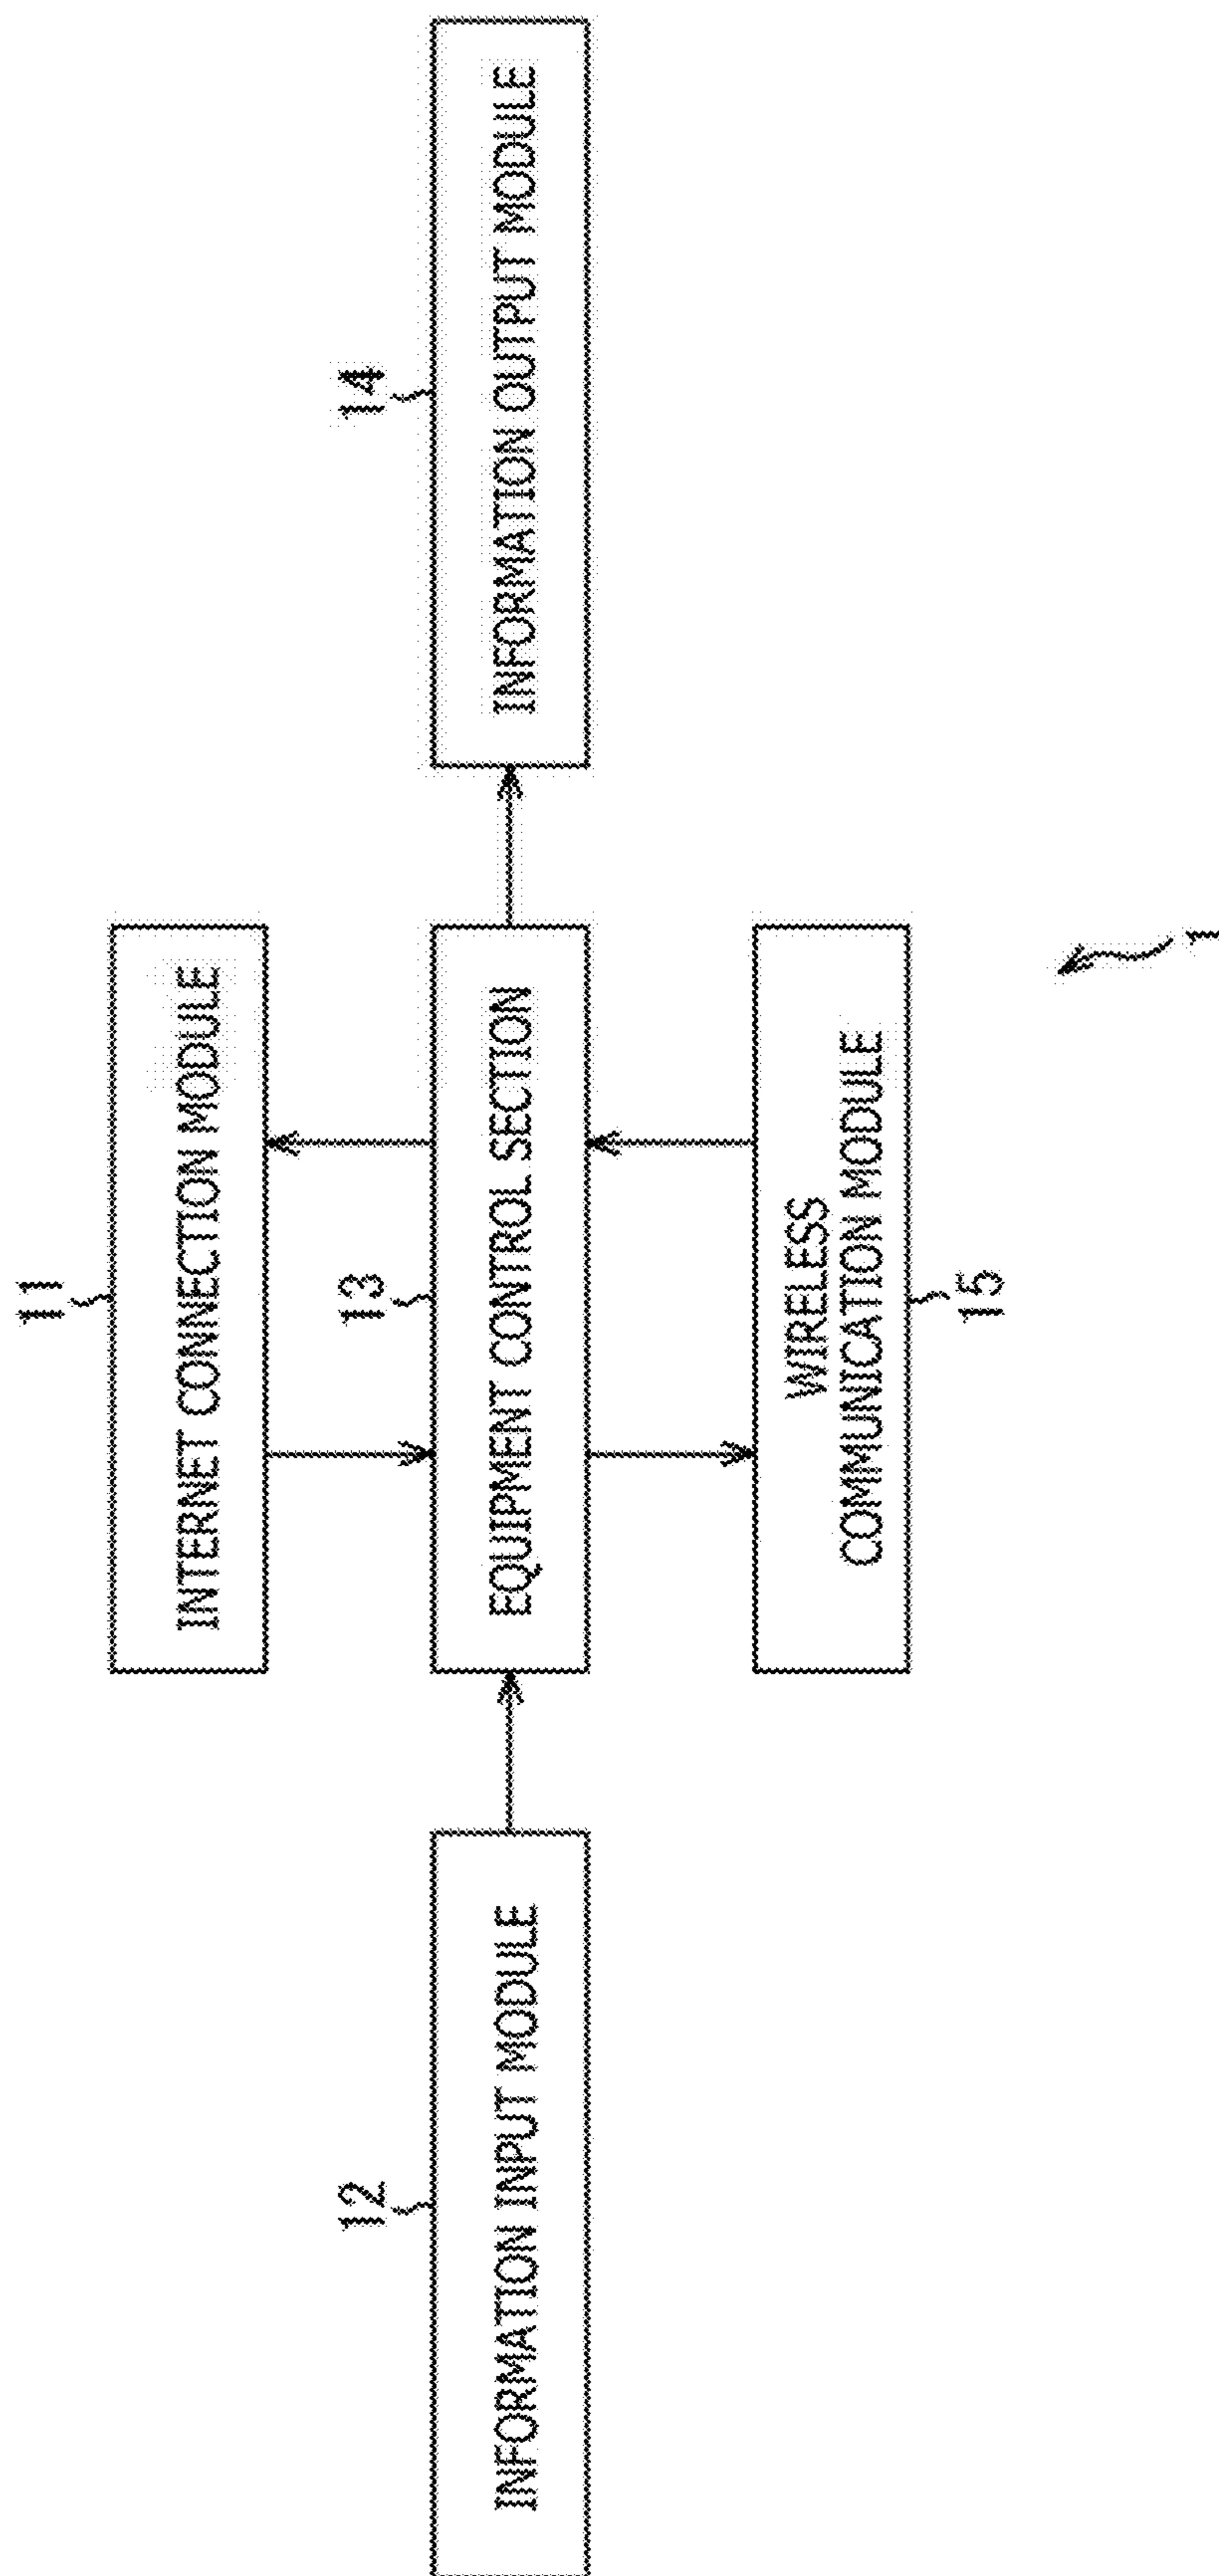 11
INTERNET CONNECTION MODULE
12
INFORMATION INPUT MODULE
13
EQUIPMENT CONTROL SECTION
14
INFORMATION OUTPUT MODULE
WIRELESS
COMMUNICATION MODULE
15
1